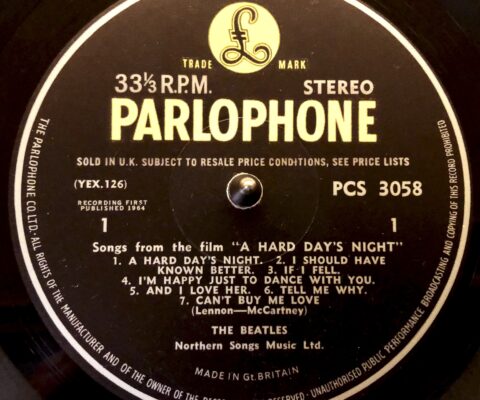 £
TRADE MARK
33⅓ R.P.M. STEREO
PARLOPHONE
SOLD IN U.K. SUBJECT TO RESALE PRICE CONDITIONS, SEE PRICE LISTS
(YEX.126) PCS 3058
RECORDING FIRST
PUBLISHED 1964
1 1
Songs from the film "A HARD DAY'S NIGHT"
1. A HARD DAY'S NIGHT. 2. I SHOULD HAVE
KNOWN BETTER. 3. IF I FELL.
4. I'M HAPPY JUST TO DANCE WITH YOU.
5. AND I LOVE HER. 6. TELL ME WHY.
7. CAN'T BUY ME LOVE
(Lennon—McCartney)
THE BEATLES
Northern Songs Music Ltd.
MADE IN Gt. BRITAIN
THE PARLOPHONE CO. LTD. · ALL RIGHTS OF THE MANUFACTURER AND OF THE OWNER OF THE RESERVED · UNAUTHORISED PUBLIC PERFORMANCE BROADCASTING AND COPYING OF THIS RECORD PROHIBITED